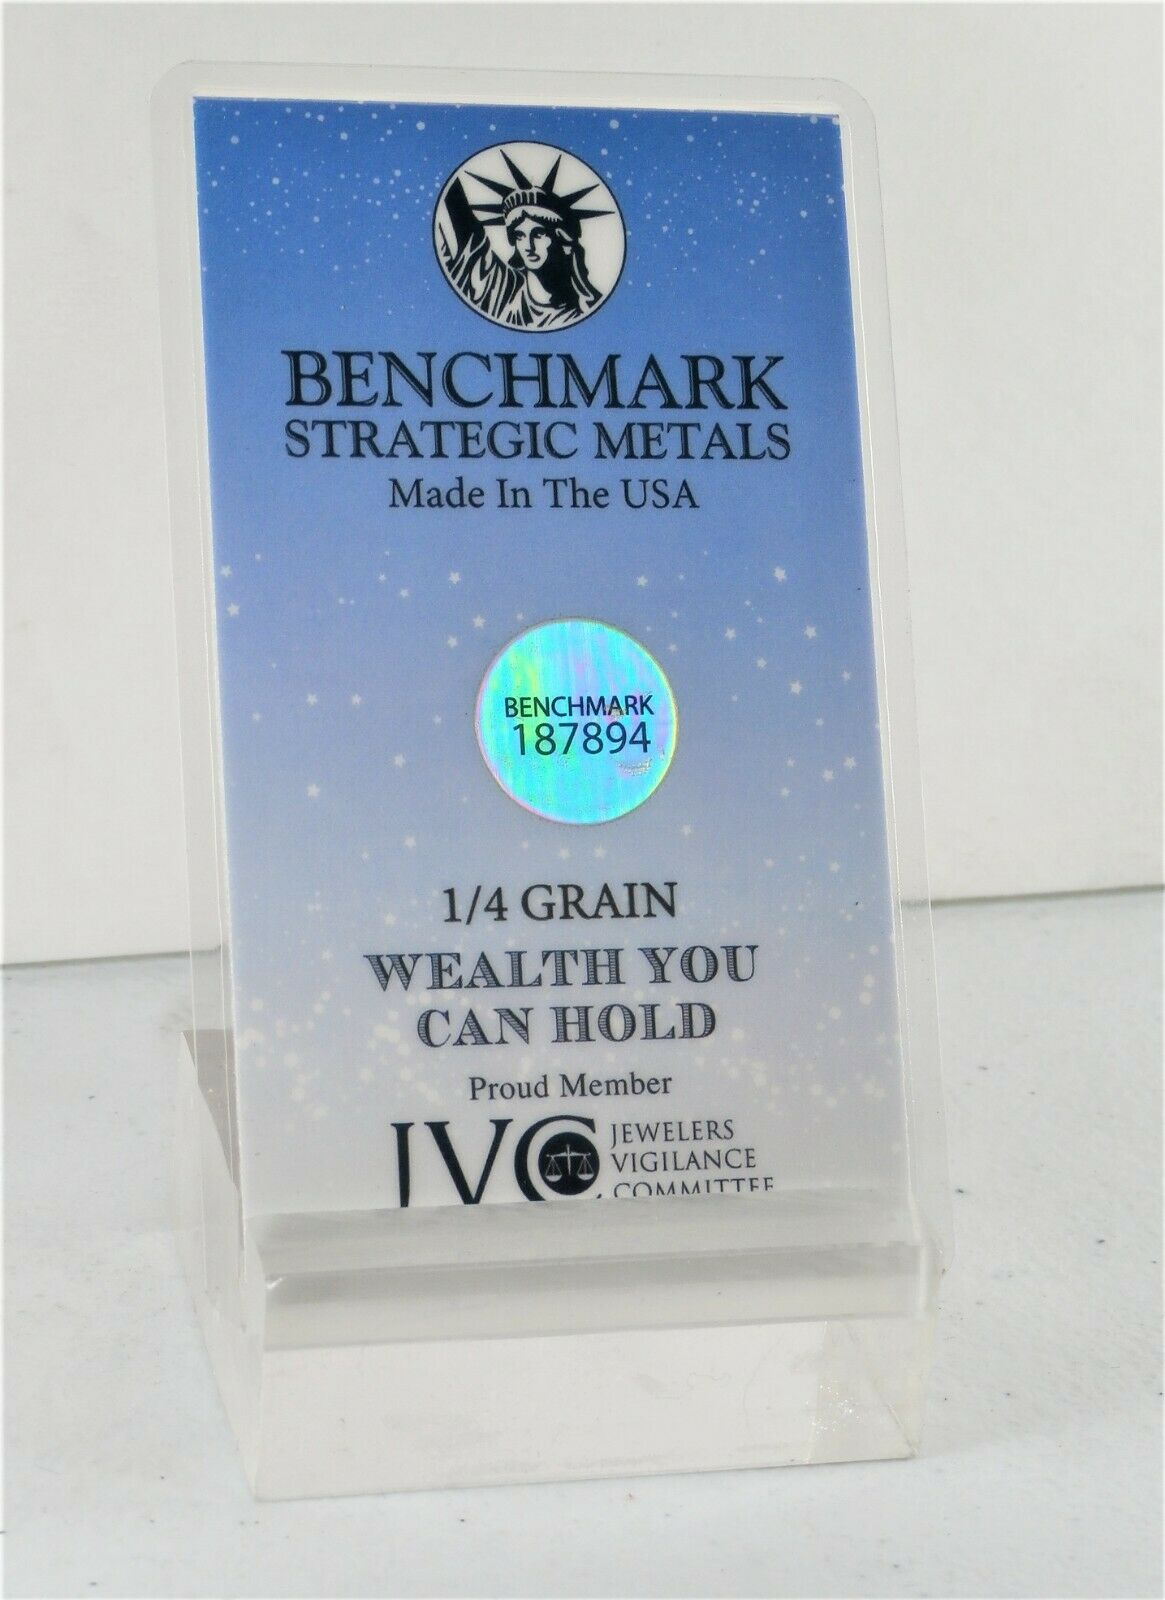 BENCHMARK
STRATEGIC METALS
Made In The USA
BENCHMARK
187894
1/4 GRAIN
WEALTH YOU
CAN HOLD
Proud Member
JVC JEWELERS
VIGILANCE
COMMITTEE